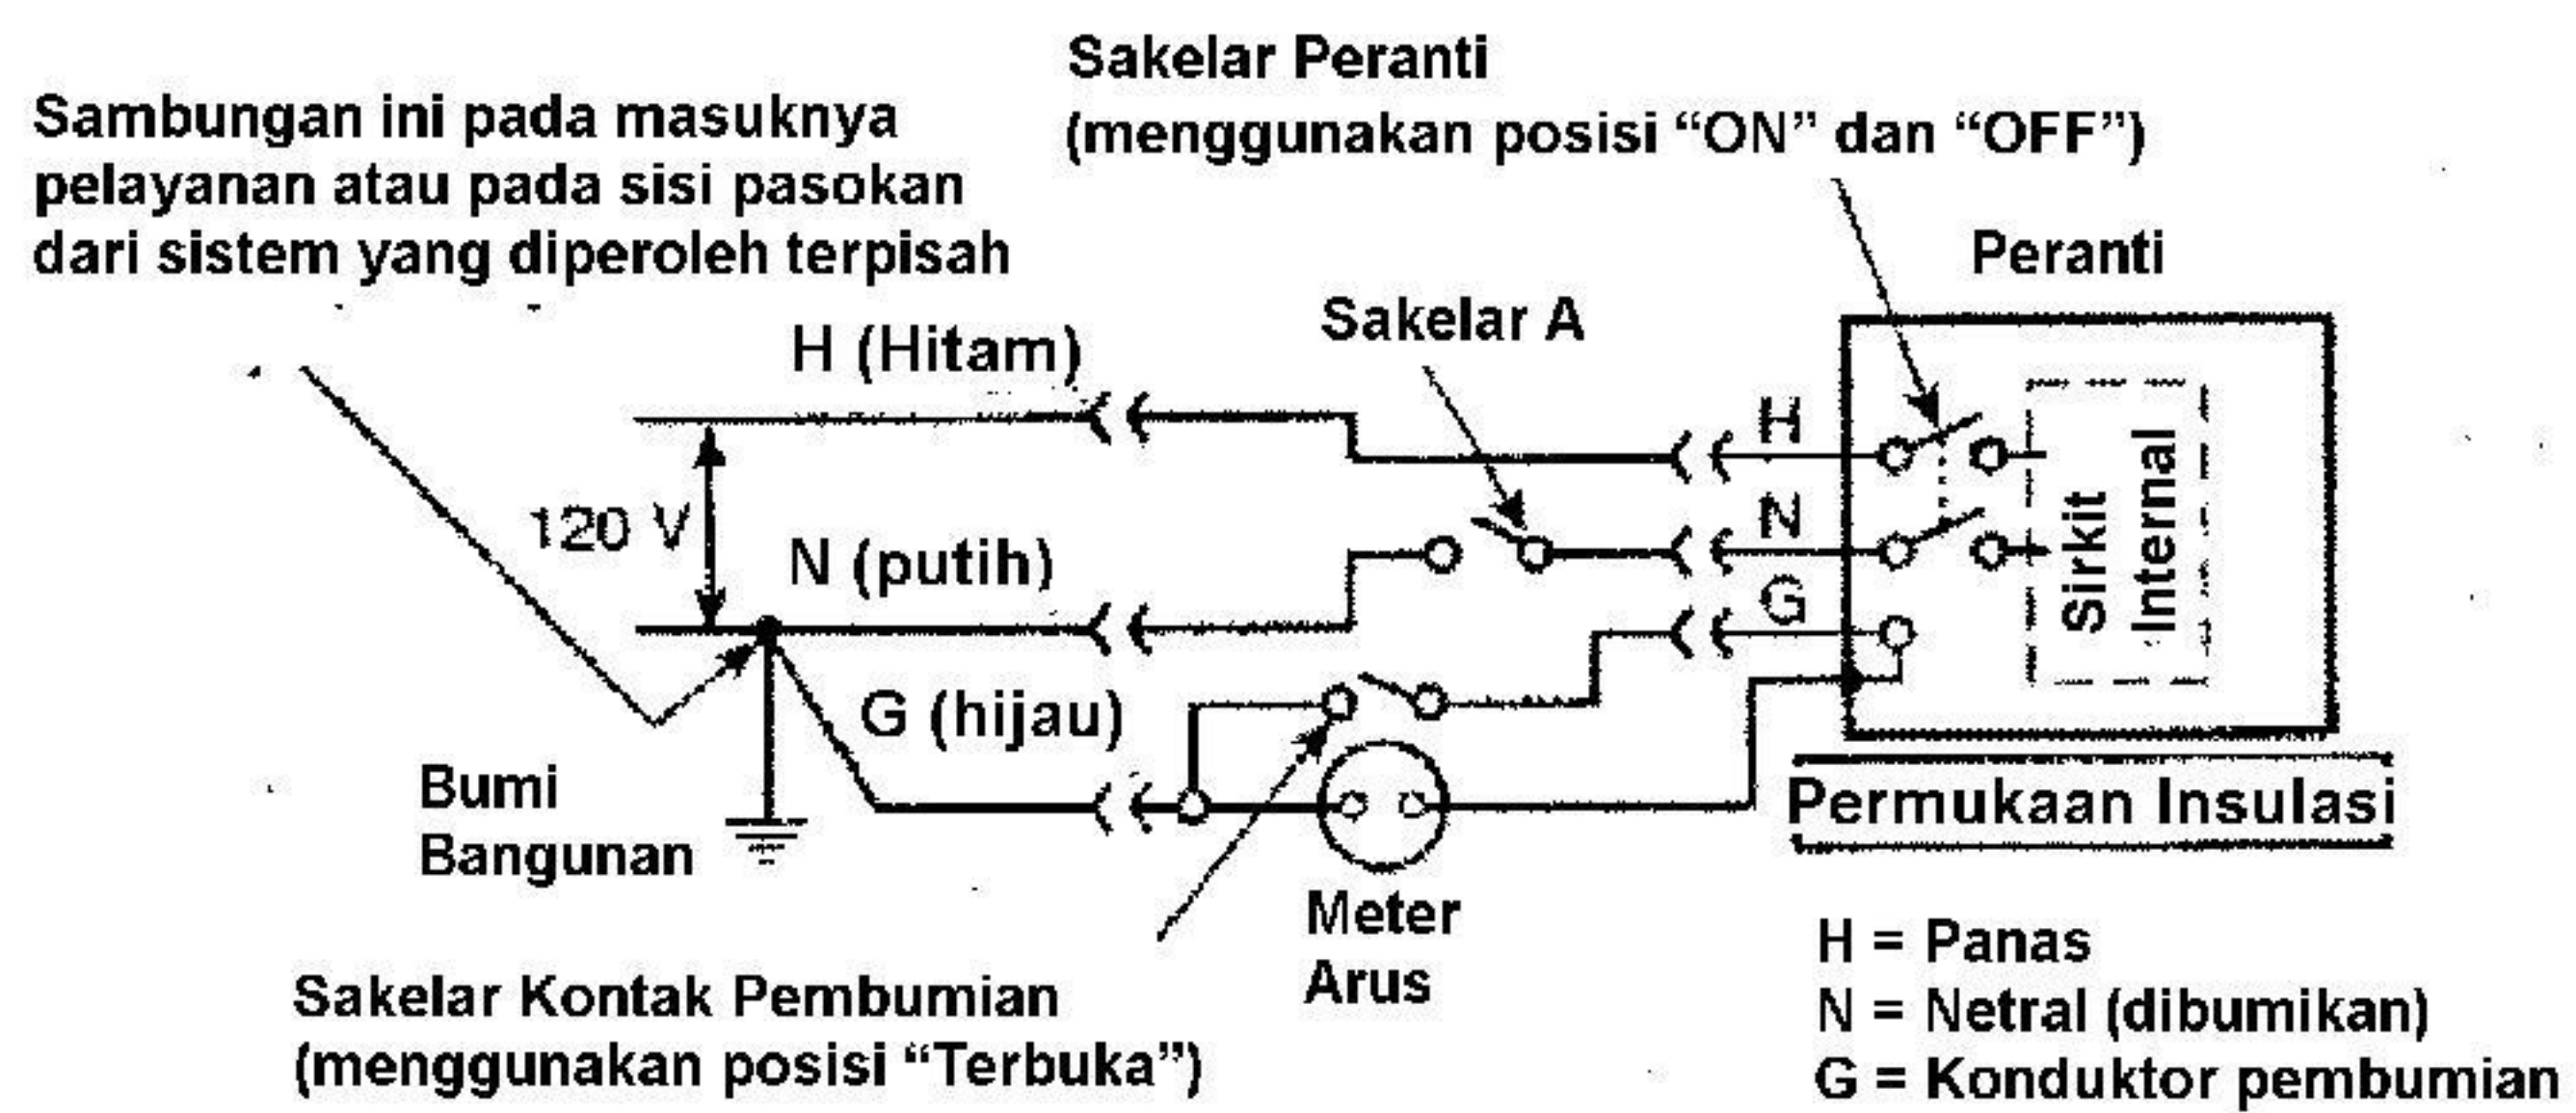 Sakelar Peranti
(menggunakan posisi “ON” dan “OFF”)
Sambungan ini pada masuknya
pelayanan atau pada sisi pasokan
dari sistem yang diperoleh terpisah
Peranti
Sakelar A
H (Hitam)
H
120 V
N (putih)
N
G
Sirkit
Internal
G (hijau)
Bumi
Bangunan
Permukaan Insulasi
Meter
Arus
Sakelar Kontak Pembumian
(menggunakan posisi “Terbuka”)
H = Panas
N = Netral (dibumikan)
G = Konduktor pembumian